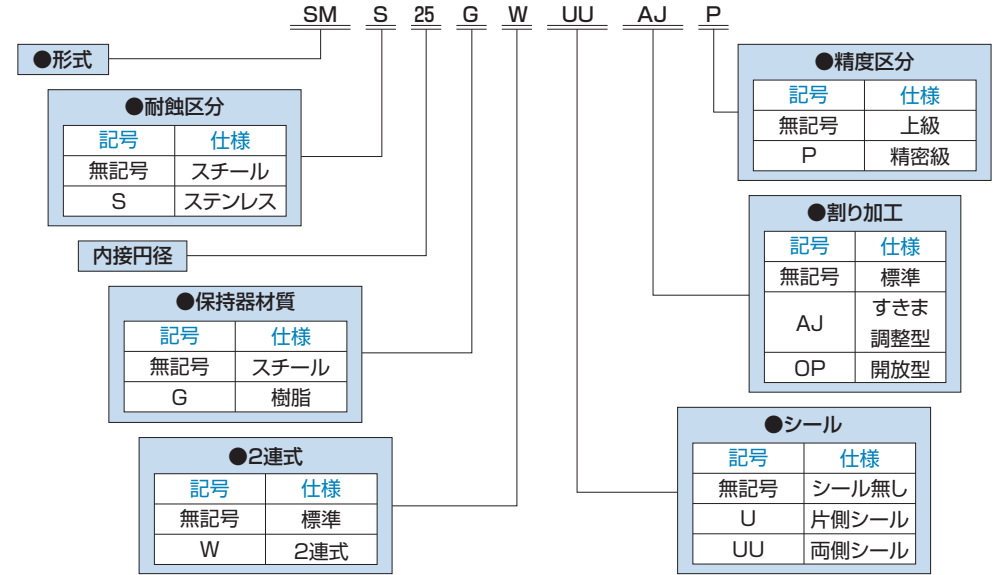 SM S 25 G W UU AJ P
●形式
●耐蝕区分
記号 仕様
無記号 スチール
S ステンレス
内接円径
●保持器材質
記号 仕様
無記号 スチール
G 樹脂
●2連式
記号 仕様
無記号 標準
W 2連式
●精度区分
記号 仕様
無記号 上級
P 精密級
●割り加工
記号 仕様
無記号 標準
AJ すきま
調整型
OP 開放型
●シール
記号 仕様
無記号 シール無し
U 片側シール
UU 両側シール